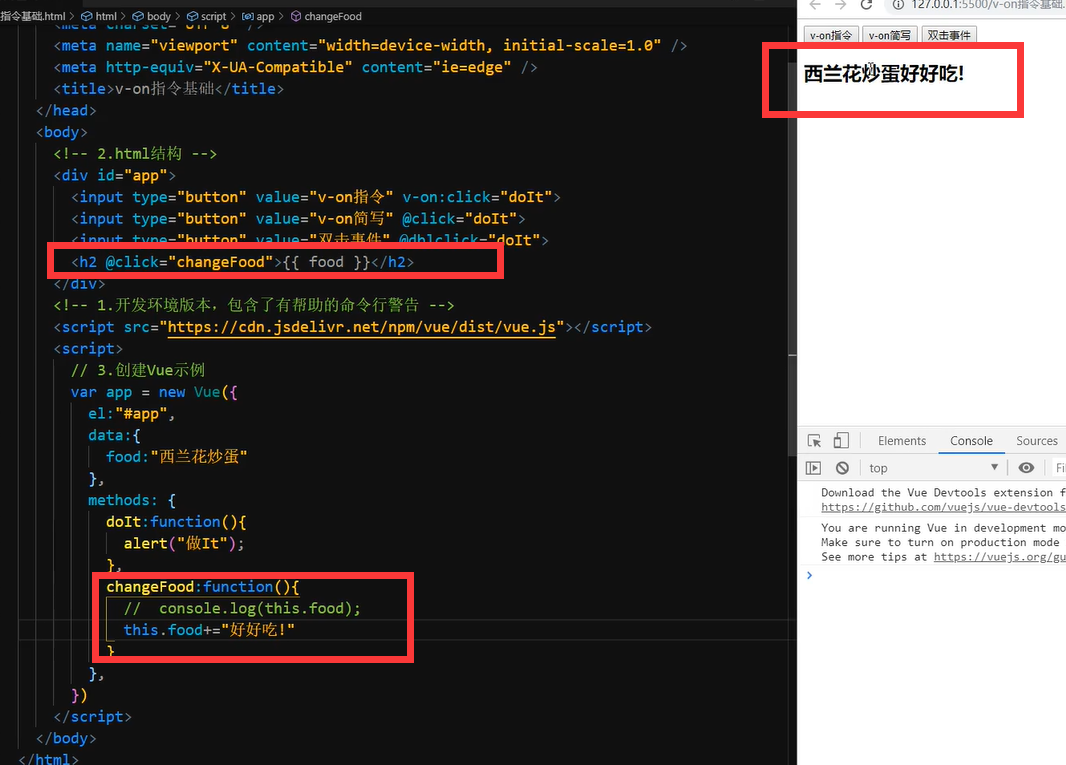 指令基础.html > html > body > script > app > changeFood
<meta charset="UTF-8" />
<meta name="viewport" content="width=device-width, initial-scale=1.0" />
<meta http-equiv="X-UA-Compatible" content="ie=edge" />
<title>v-on指令基础</title>
</head>
<body>
<!-- 2.html结构 -->
<div id="app">
<input type="button" value="v-on指令" v-on:click="doIt">
<input type="button" value="v-on简写" @click="doIt">
<input type="button" value="双击事件" @dblclick="doIt">
<h2 @click="changeFood">{{ food }}</h2>
</div>
<!-- 1.开发环境版本，包含了有帮助的命令行警告 -->
<script src="https://cdn.jsdelivr.net/npm/vue/dist/vue.js"></script>
<script>
// 3.创建Vue示例
var app = new Vue({
el:"#app",
data:{
food:"西兰花炒蛋"
},
methods: {
doIt:function(){
alert("做It");
},
changeFood:function(){
// console.log(this.food);
this.food+="好好吃!"
}
},
})
</script>
</body>
</html>
127.0.0.1:5500/v-on指令基础.
v-on指令 v-on简写 双击事件
西兰花炒蛋好好吃!
Elements Console Sources
top ▼ Fi
Download the Vue Devtools extension f
https://github.com/vuejs/vue-devtools
You are running Vue in development mo
Make sure to turn on production mode
See more tips at https://vuejs.org/gu
>